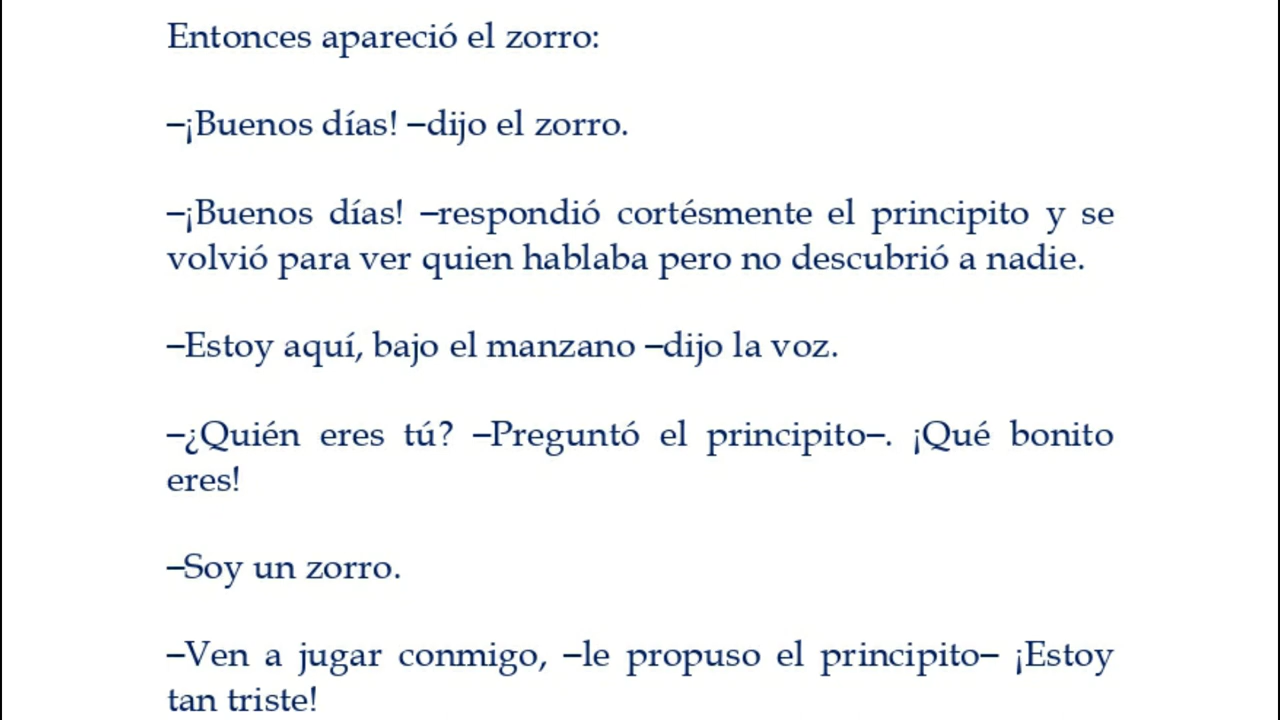 Entonces apareció el zorro:
–¡Buenos días! –dijo el zorro.
–¡Buenos días! –respondió cortésmente el principito y se
volvió para ver quien hablaba pero no descubrió a nadie.
–Estoy aquí, bajo el manzano –dijo la voz.
–¿Quién eres tú? –Preguntó el principito–. ¡Qué bonito
eres!
–Soy un zorro.
–Ven a jugar conmigo, –le propuso el principito– ¡Estoy
tan triste!